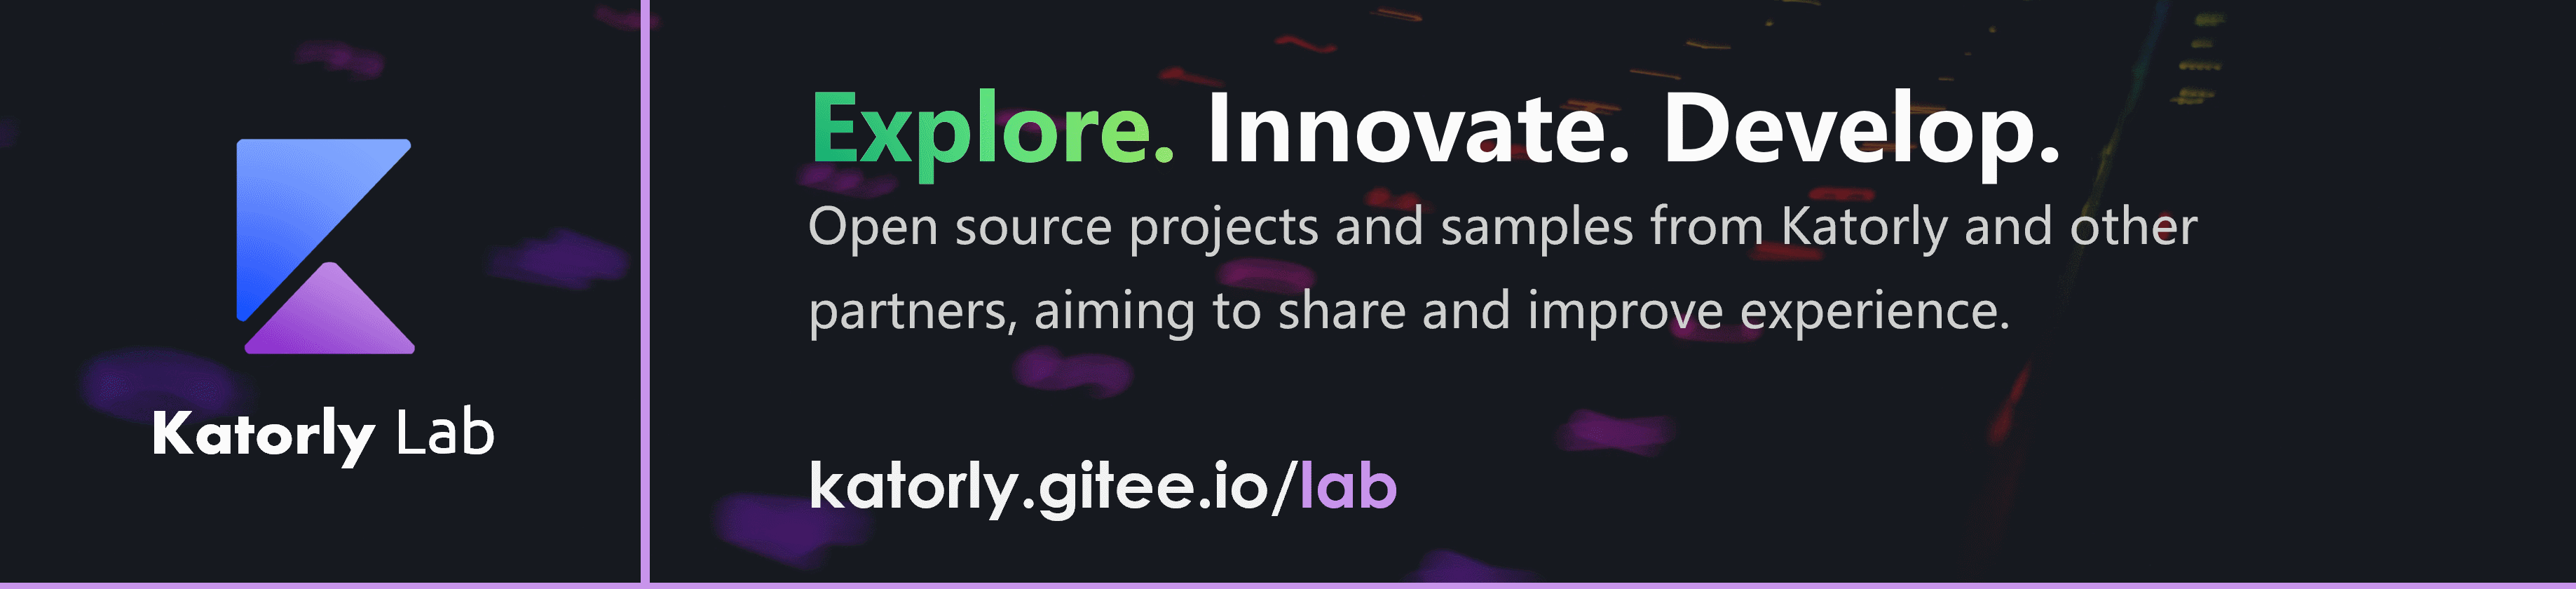 Katorly Lab
Explore. Innovate. Develop.
Open source projects and samples from Katorly and other
partners, aiming to share and improve experience.
katorly.gitee.io/lab